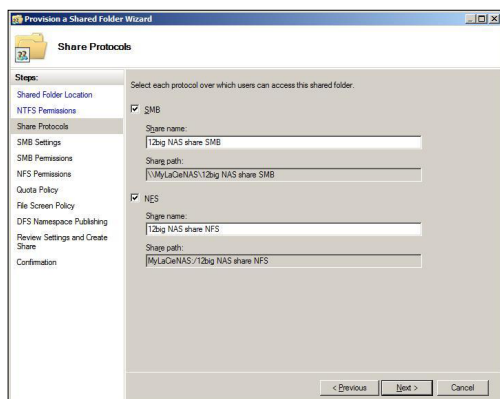 Provision a Shared Folder Wizard
Share Protocols
Steps:
Shared Folder Location
NTFS Permissions
Share Protocols
SMB Settings
SMB Permissions
NFS Permissions
Quota Policy
File Screen Policy
DFS Namespace Publishing
Review Settings and Create
Share
Confirmation
Select each protocol over which users can access this shared folder.
SMB
Share name:
12big NAS share SMB
Share path:
\\MyLaCieNAS\12big NAS share SMB
NFS
Share name:
12big NAS share NFS
Share path:
MyLaCieNAS:/12big NAS share NFS
< Previous
Next >
Cancel